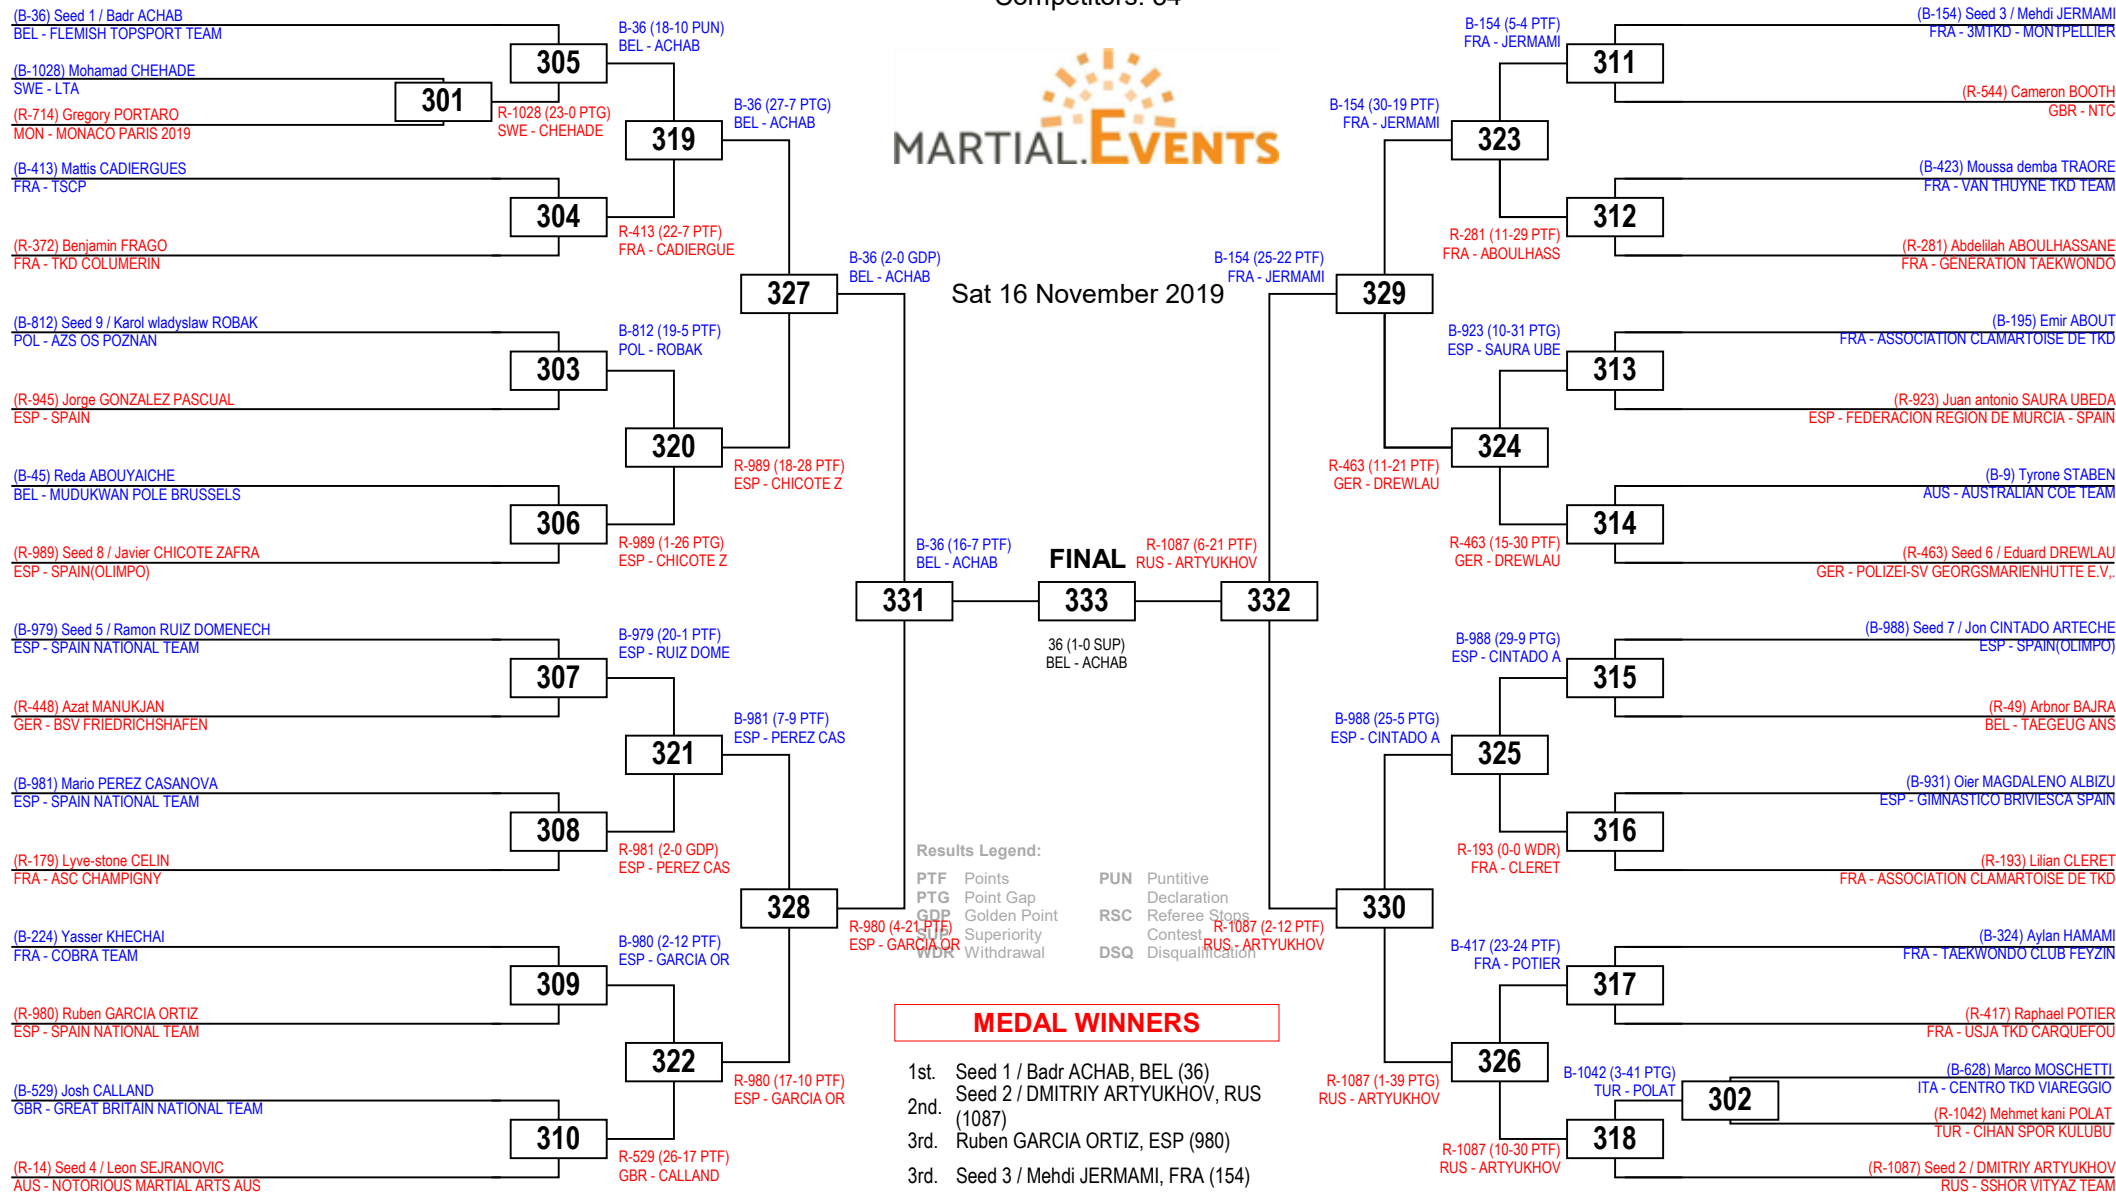 Competitors: 34
(B-36) Seed 1 / Badr ACHAB
BEL - FLEMISH TOPSPORT TEAM
(B-1028) Mohamad CHEHADE
SWE - LTA
(R-714) Gregory PORTARO
MON - MONACO PARIS 2019
(B-413) Mattis CADIERGUES
FRA - TSCP
(R-372) Benjamin FRAGO
FRA - TKD COLUMERIN
(B-812) Seed 9 / Karol wladyslaw ROBAK
POL - AZS OS POZNAN
(R-945) Jorge GONZALEZ PASCUAL
ESP - SPAIN
(B-45) Reda ABOUYAICHE
BEL - MUDUKWAN POLE BRUSSELS
(R-989) Seed 8 / Javier CHICOTE ZAFRA
ESP - SPAIN(OLIMPO)
(B-979) Seed 5 / Ramon RUIZ DOMENECH
ESP - SPAIN NATIONAL TEAM
(R-448) Azat MANUKJAN
GER - BSV FRIEDRICHSHAFEN
(B-981) Mario PEREZ CASANOVA
ESP - SPAIN NATIONAL TEAM
(R-179) Lyve-stone CELIN
FRA - ASC CHAMPIGNY
(B-224) Yasser KHECHAI
FRA - COBRA TEAM
(R-980) Ruben GARCIA ORTIZ
ESP - SPAIN NATIONAL TEAM
(B-529) Josh CALLAND
GBR - GREAT BRITAIN NATIONAL TEAM
(R-14) Seed 4 / Leon SEJRANOVIC
AUS - NOTORIOUS MARTIAL ARTS AUS
301
R-1028 (23-0 PTG)
SWE - CHEHADE
305
304
303
306
307
308
309
310
B-36 (18-10 PUN)
BEL - ACHAB
R-413 (22-7 PTF)
FRA - CADIERGUE
B-812 (19-5 PTF)
POL - ROBAK
R-989 (1-26 PTG)
ESP - CHICOTE Z
B-979 (20-1 PTF)
ESP - RUIZ DOME
R-981 (2-0 GDP)
ESP - PEREZ CAS
B-980 (2-12 PTF)
ESP - GARCIA OR
R-529 (26-17 PTF)
GBR - CALLAND
319
320
321
322
B-36 (27-7 PTG)
BEL - ACHAB
R-989 (18-28 PTF)
ESP - CHICOTE Z
B-981 (7-9 PTF)
ESP - PEREZ CAS
R-980 (17-10 PTF)
ESP - GARCIA OR
327
328
B-36 (2-0 GDP)
BEL - ACHAB
R-980 (4-21 PTF)
ESP - GARCIA OR
331
B-36 (16-7 PTF)
BEL - ACHAB
MARTIAL.EVENTS
Sat 16 November 2019
FINAL
333
36 (1-0 SUP)
BEL - ACHAB
R-1087 (6-21 PTF)
RUS - ARTYUKHOV
332
B-154 (25-22 PTF)
FRA - JERMAMI
R-1087 (2-12 PTF)
RUS - ARTYUKHOV
329
330
B-154 (30-19 PTF)
FRA - JERMAMI
R-463 (11-21 PTF)
GER - DREWLAU
B-988 (25-5 PTG)
ESP - CINTADO A
R-1087 (1-39 PTG)
RUS - ARTYUKHOV
323
324
325
326
B-154 (5-4 PTF)
FRA - JERMAMI
R-281 (11-29 PTF)
FRA - ABOULHASS
B-923 (10-31 PTG)
ESP - SAURA UBE
R-463 (15-30 PTF)
GER - DREWLAU
B-988 (29-9 PTG)
ESP - CINTADO A
R-193 (0-0 WDR)
FRA - CLERET
B-417 (23-24 PTF)
FRA - POTIER
R-1087 (10-30 PTF)
RUS - ARTYUKHOV
311
312
313
314
315
316
317
318
B-1042 (3-41 PTG)
TUR - POLAT
302
(B-154) Seed 3 / Mehdi JERMAMI
FRA - 3MTKD - MONTPELLIER
(R-544) Cameron BOOTH
GBR - NTC
(B-423) Moussa demba TRAORE
FRA - VAN THUYNE TKD TEAM
(R-281) Abdelilah ABOULHASSANE
FRA - GÉNÉRATION TAEKWONDO
(B-195) Emir ABOUT
FRA - ASSOCIATION CLAMARTOISE DE TKD
(R-923) Juan antonio SAURA UBEDA
ESP - FEDERACION REGION DE MURCIA - SPAIN
(B-9) Tyrone STABEN
AUS - AUSTRALIAN COE TEAM
(R-463) Seed 6 / Eduard DREWLAU
GER - POLIZEI-SV GEORGSMARIENHÜTTE E.V,.
(B-988) Seed 7 / Jon CINTADO ARTECHE
ESP - SPAIN(OLIMPO)
(R-49) Arbnor BAJRA
BEL - TAEGEUG ANS
(B-931) Oier MAGDALENO ALBIZU
ESP - GIMNASTICO BRIVIESCA SPAIN
(R-193) Lilian CLERET
FRA - ASSOCIATION CLAMARTOISE DE TKD
(B-324) Aylan HAMAMI
FRA - TAEKWONDO CLUB FEYZIN
(R-417) Raphael POTIER
FRA - USJA TKD CARQUEFOU
(B-628) Marco MOSCHETTI
ITA - CENTRO TKD VIAREGGIO
(R-1042) Mehmet kani POLAT
TUR - CIHAN SPOR KULUBU
(R-1087) Seed 2 / DMITRIY ARTYUKHOV
RUS - SSHOR VITYAZ TEAM
Results Legend:
PTF Points
PTG Point Gap
GDP Golden Point
SUP Superiority
WDR Withdrawal
PUN Puntitive
Declaration
RSC Referee Stops
Contest
DSQ Disqualification
MEDAL WINNERS
1st. Seed 1 / Badr ACHAB, BEL (36)
2nd. Seed 2 / DMITRIY ARTYUKHOV, RUS
(1087)
3rd. Ruben GARCIA ORTIZ, ESP (980)
3rd. Seed 3 / Mehdi JERMAMI, FRA (154)